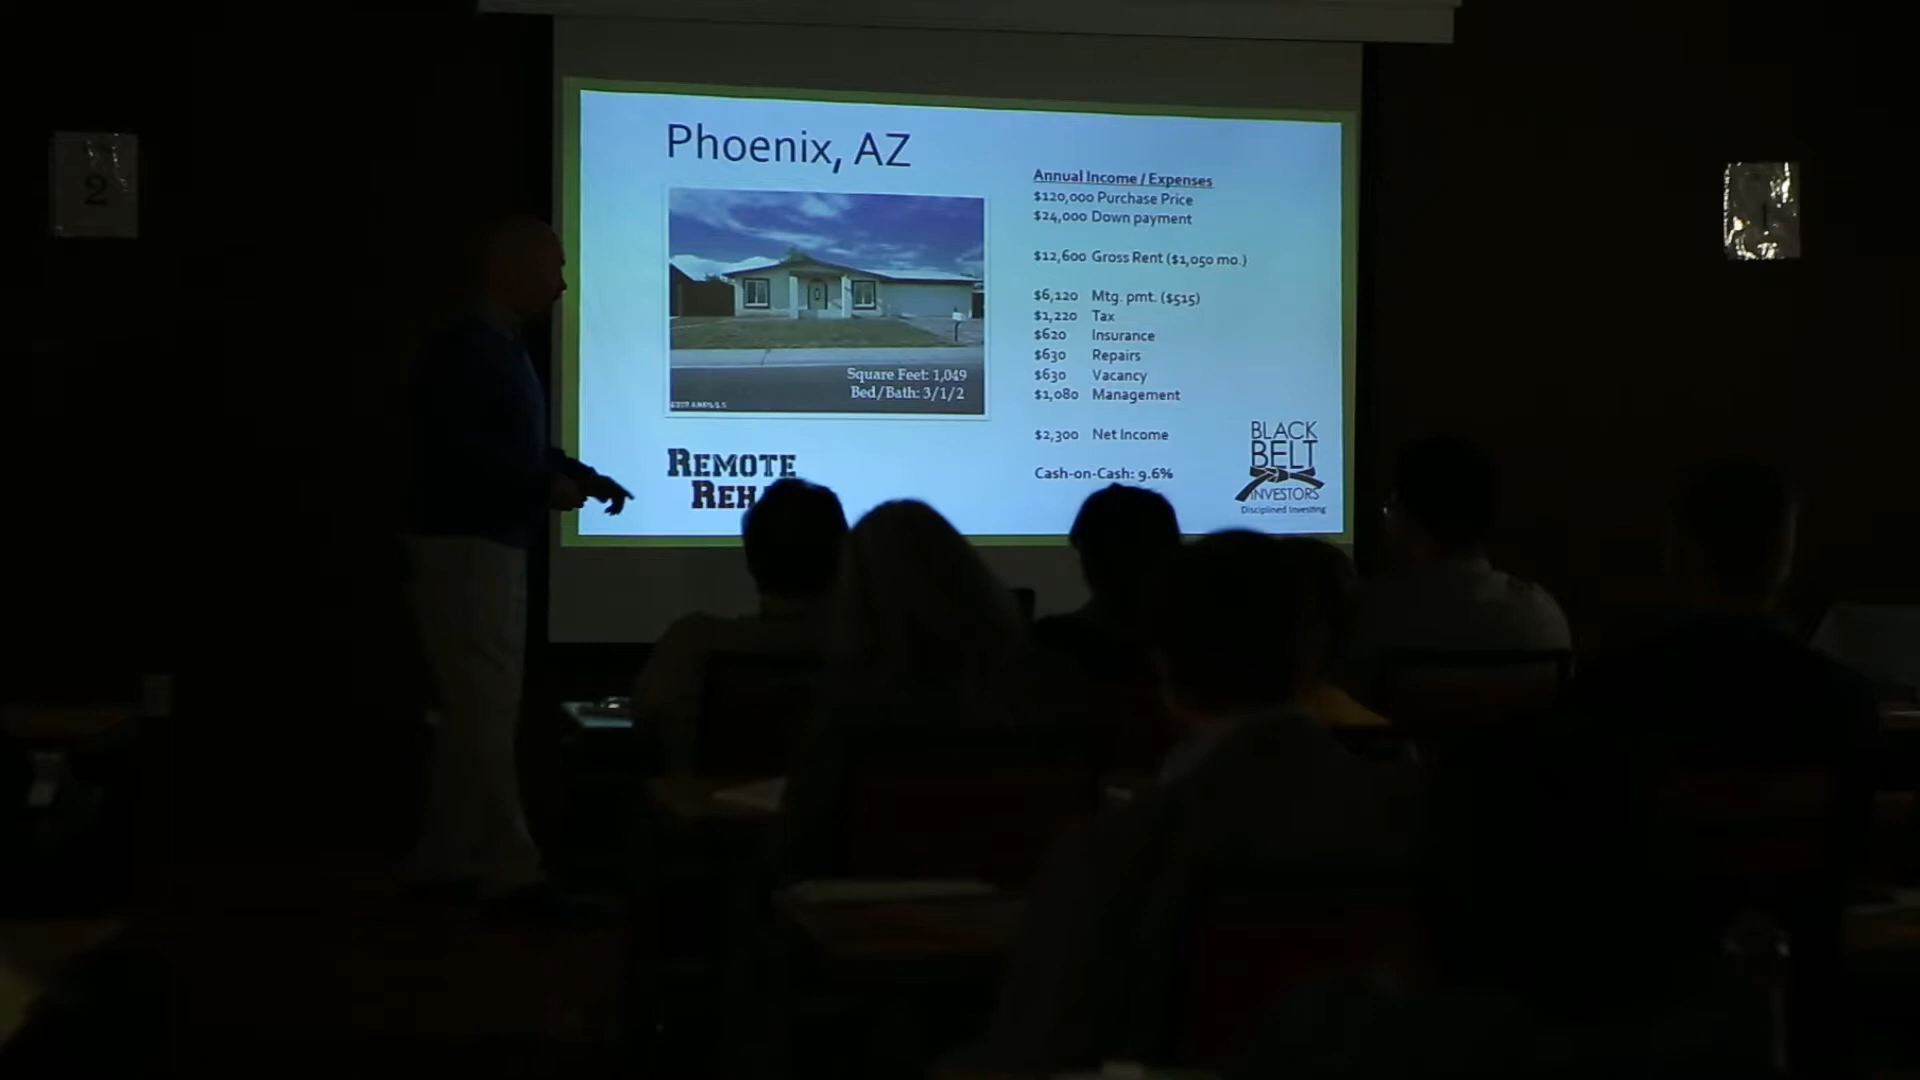 2
Phoenix, AZ
Square Feet: 1,049
Bed/Bath: 3/1/2
REMOTE
REH
Annual Income / Expenses
$120,000 Purchase Price
$24,000 Down payment
$12,600 Gross Rent ($1,050 mo.)
$6,120 Mtg. pmt. ($515)
$1,220 Tax
$620 Insurance
$630 Repairs
$630 Vacancy
$1,080 Management
$2,300 Net Income
Cash-on-Cash: 9.6%
BLACK
BELT
INVESTORS
Disciplined Investing
1